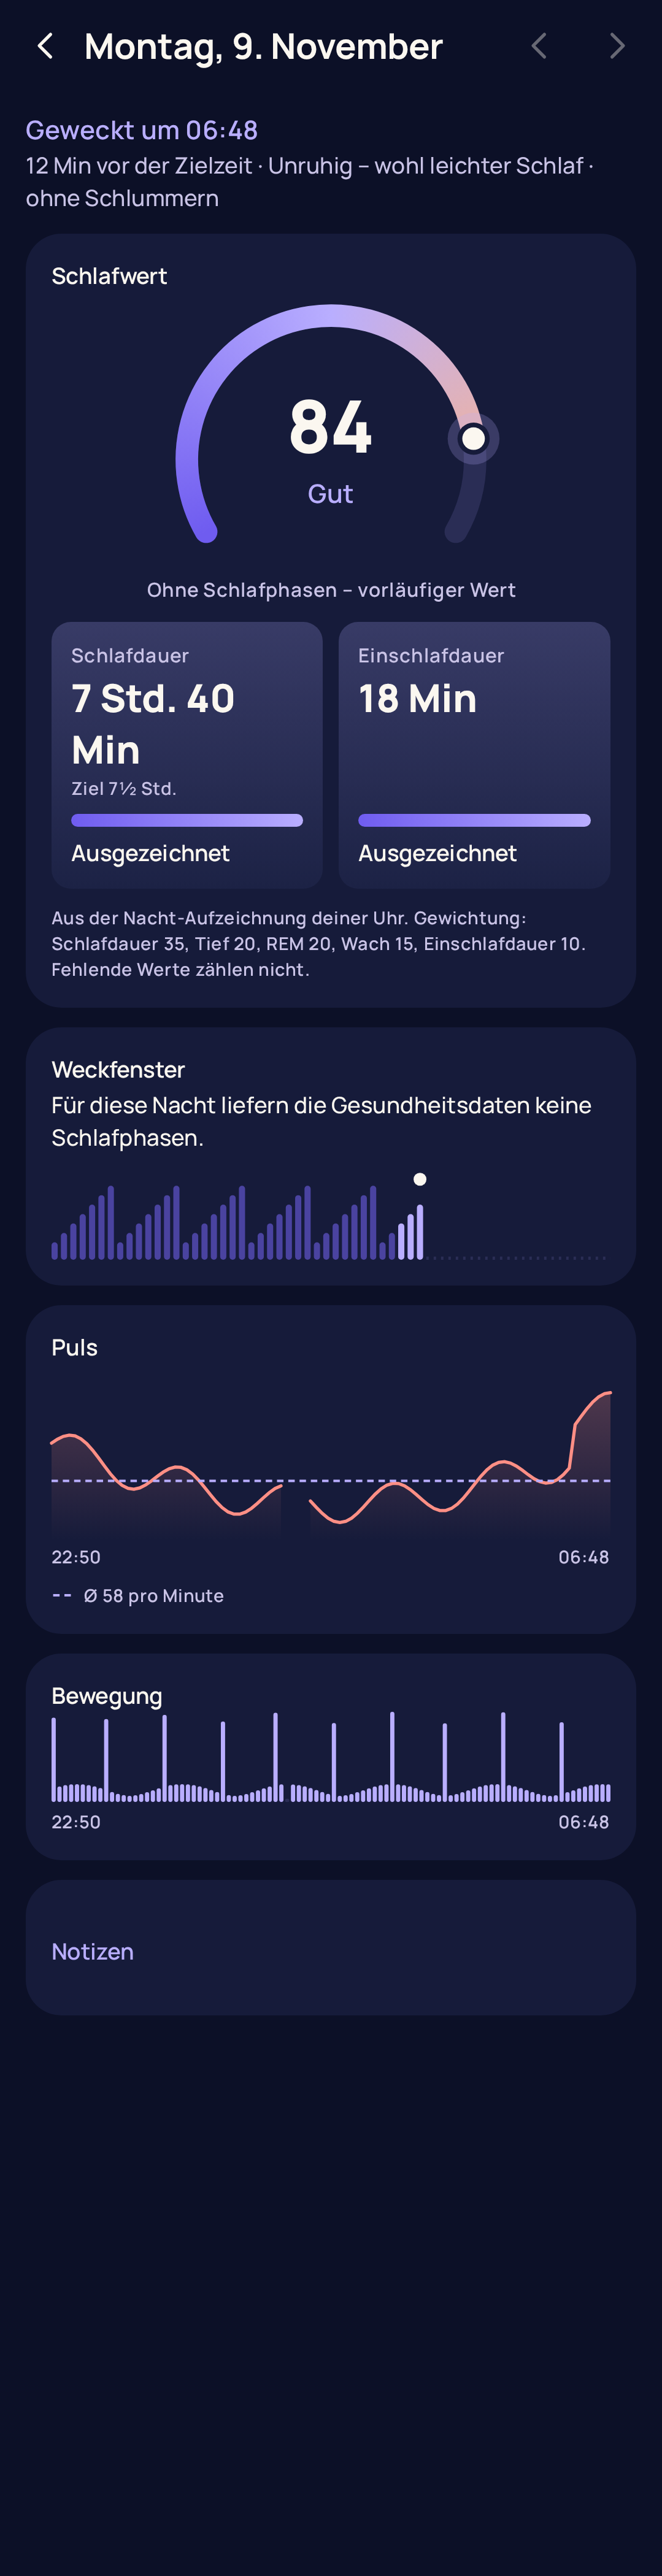 Montag, 9. November
Geweckt um 06:48
12 Min vor der Zielzeit · Unruhig – wohl leichter Schlaf ·
ohne Schlummern
Schlafwert
84
Gut
Ohne Schlafphasen – vorläufiger Wert
Schlafdauer
7 Std. 40
Min
Ziel 7½ Std.
Ausgezeichnet
Einschlafdauer
18 Min
Ausgezeichnet
Aus der Nacht-Aufzeichnung deiner Uhr. Gewichtung:
Schlafdauer 35, Tief 20, REM 20, Wach 15, Einschlafdauer 10.
Fehlende Werte zählen nicht.
Weckfenster
Für diese Nacht liefern die Gesundheitsdaten keine
Schlafphasen.
Puls
22:50 06:48
Ø 58 pro Minute
Bewegung
22:50 06:48
Notizen